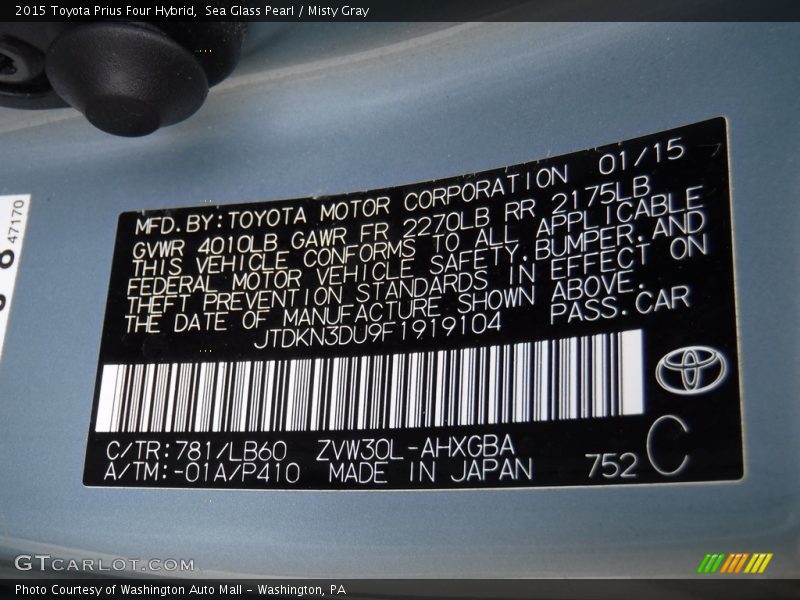 2015 Toyota Prius Four Hybrid, Sea Glass Pearl / Misty Gray
47170
MFD.BY:TOYOTA MOTOR CORPORATION 01/15
GVWR 4010LB GAWR FR 2270LB RR 2175LB
THIS VEHICLE CONFORMS TO ALL APPLICABLE
FEDERAL MOTOR VEHICLE SAFETY,BUMPER,AND
THEFT PREVENTION STANDARDS IN EFFECT ON
THE DATE OF MANUFACTURE SHOWN ABOVE.
JTDKN3DU9F1919104 PASS.CAR
C/TR:781/LB60 ZVW30L-AHXGBA
A/TM:-01A/P410 MADE IN JAPAN 752 C
GTCARLOT.COM
Photo Courtesy of Washington Auto Mall - Washington, PA